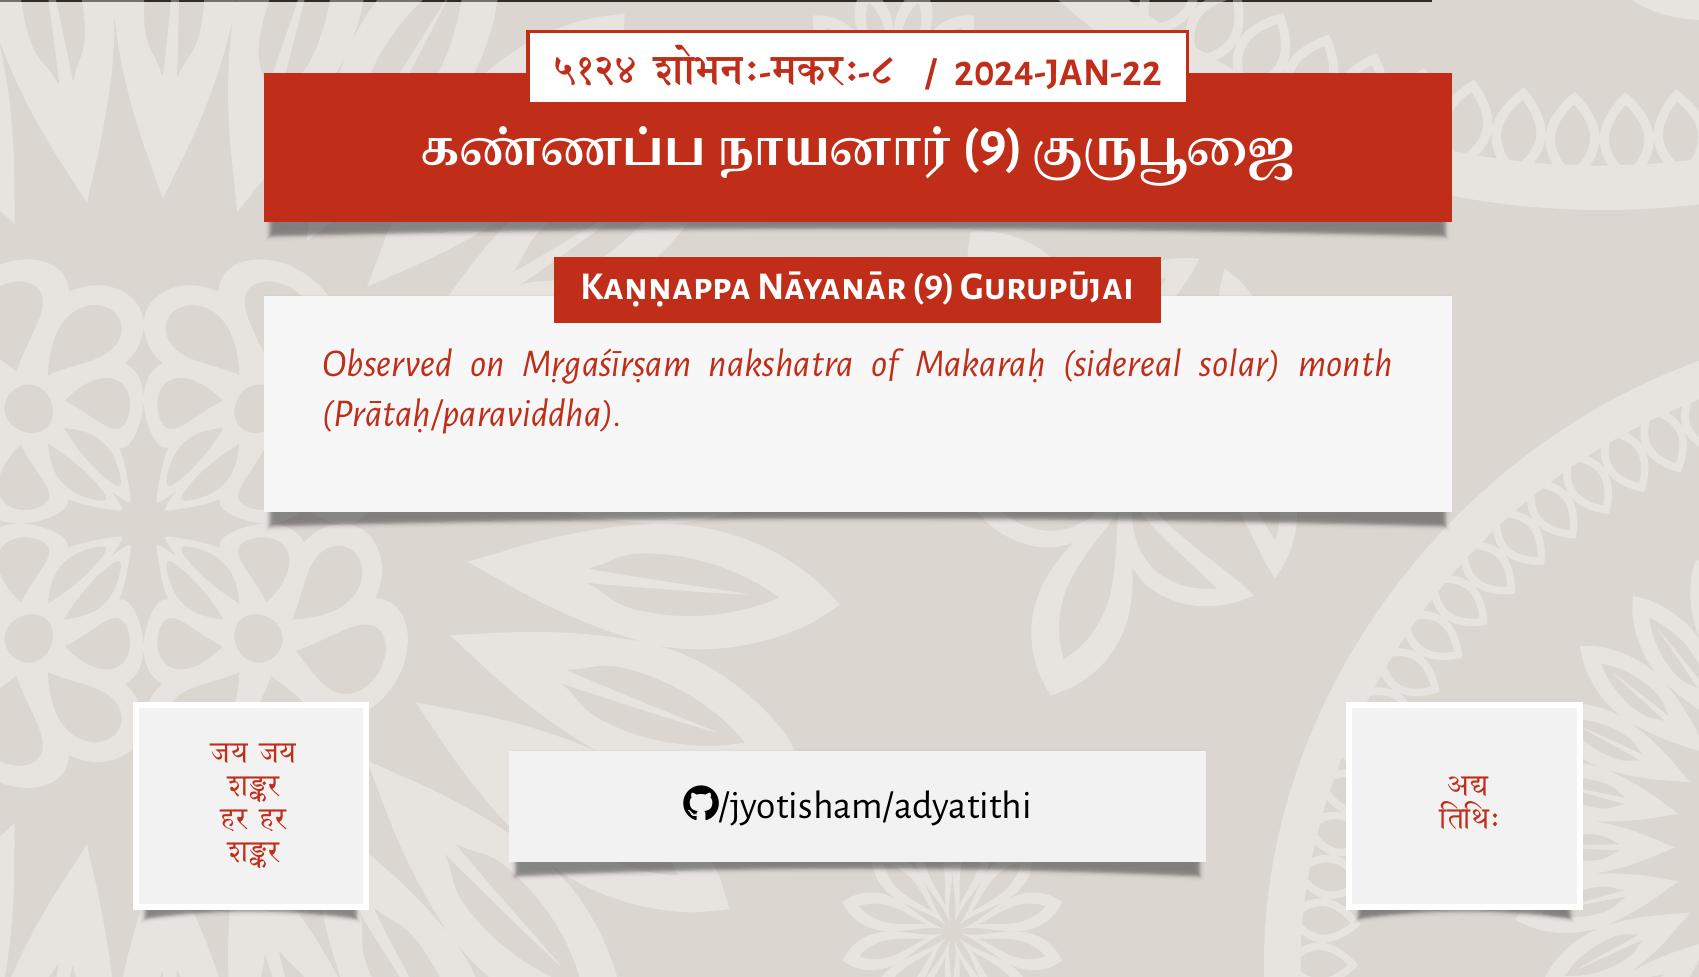 ५१२४ शोभनः-मकरः-८ / 2024-JAN-22
கண்ணப்ப நாயனார் (9) குருபூஜை
Kaṇṇappa Nāyanār (9) Gurupūjai
Observed on Mṛgaśīrṣam nakshatra of Makaraḥ (sidereal solar) month
(Prātaḥ/paraviddha).
जय जय
शङ्कर
हर हर
शङ्कर
/jyotisham/adyatithi
अद्य
तिथिः